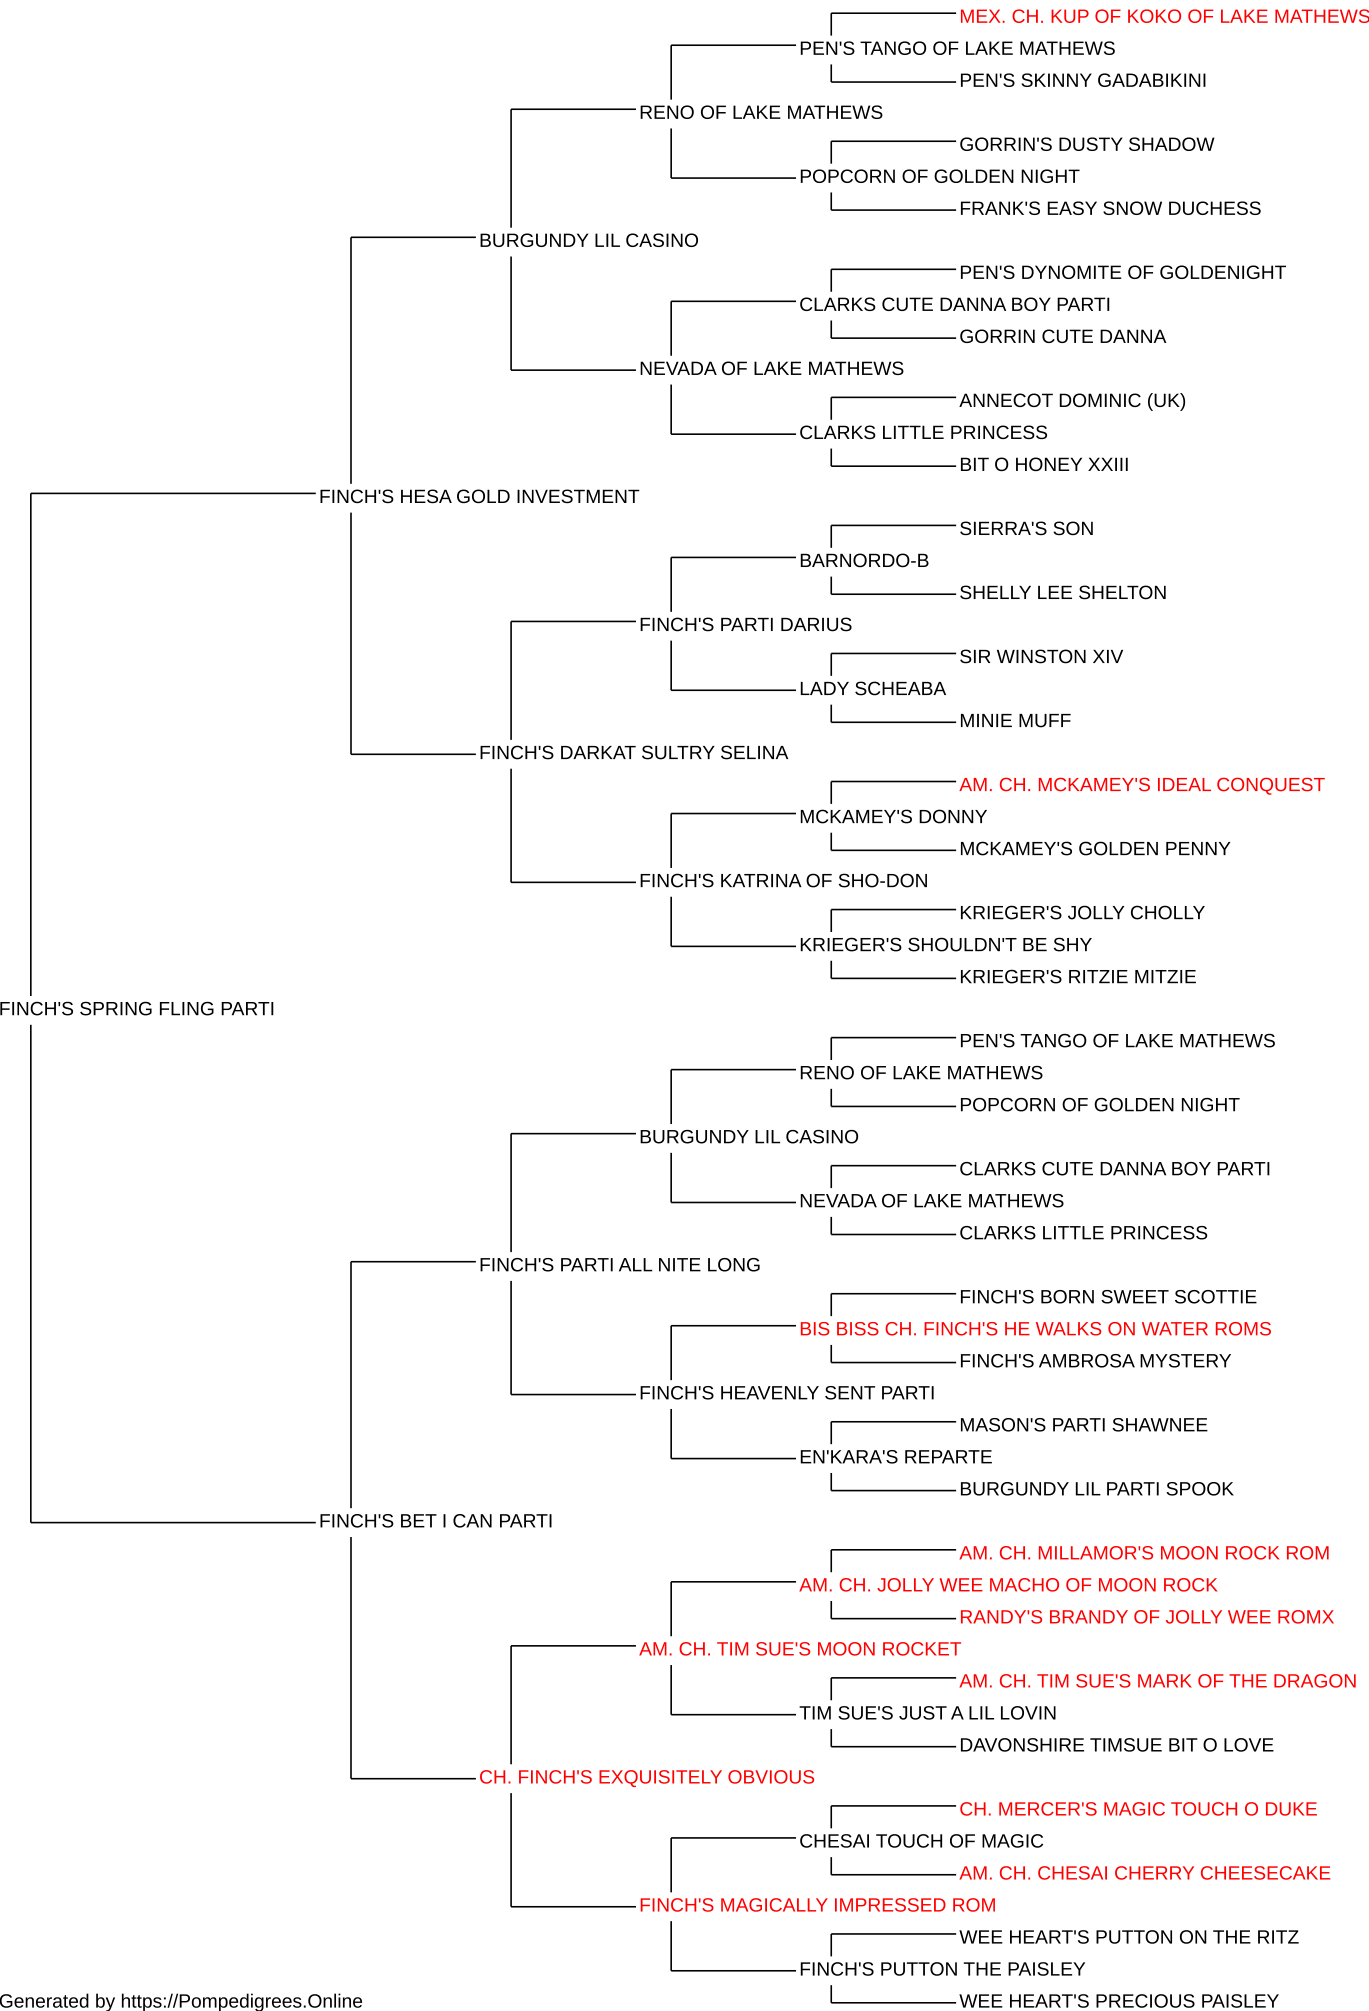 MEX. CH. KUP OF KOKO OF LAKE MATHEWS
PEN'S TANGO OF LAKE MATHEWS
PEN'S SKINNY GADABIKINI
RENO OF LAKE MATHEWS
GORRIN'S DUSTY SHADOW
POPCORN OF GOLDEN NIGHT
FRANK'S EASY SNOW DUCHESS
BURGUNDY LIL CASINO
PEN'S DYNOMITE OF GOLDENIGHT
CLARKS CUTE DANNA BOY PARTI
GORRIN CUTE DANNA
NEVADA OF LAKE MATHEWS
ANNECOT DOMINIC (UK)
CLARKS LITTLE PRINCESS
BIT O HONEY XXIII
FINCH'S HESA GOLD INVESTMENT
SIERRA'S SON
BARNORDO-B
SHELLY LEE SHELTON
FINCH'S PARTI DARIUS
SIR WINSTON XIV
LADY SCHEABA
MINIE MUFF
FINCH'S DARKAT SULTRY SELINA
AM. CH. MCKAMEY'S IDEAL CONQUEST
MCKAMEY'S DONNY
MCKAMEY'S GOLDEN PENNY
FINCH'S KATRINA OF SHO-DON
KRIEGER'S JOLLY CHOLLY
KRIEGER'S SHOULDN'T BE SHY
KRIEGER'S RITZIE MITZIE
FINCH'S SPRING FLING PARTI
PEN'S TANGO OF LAKE MATHEWS
RENO OF LAKE MATHEWS
POPCORN OF GOLDEN NIGHT
BURGUNDY LIL CASINO
CLARKS CUTE DANNA BOY PARTI
NEVADA OF LAKE MATHEWS
CLARKS LITTLE PRINCESS
FINCH'S PARTI ALL NITE LONG
FINCH'S BORN SWEET SCOTTIE
BIS BISS CH. FINCH'S HE WALKS ON WATER ROMS
FINCH'S AMBROSA MYSTERY
FINCH'S HEAVENLY SENT PARTI
MASON'S PARTI SHAWNEE
EN'KARA'S REPARTE
BURGUNDY LIL PARTI SPOOK
FINCH'S BET I CAN PARTI
AM. CH. MILLAMOR'S MOON ROCK ROM
AM. CH. JOLLY WEE MACHO OF MOON ROCK
RANDY'S BRANDY OF JOLLY WEE ROMX
AM. CH. TIM SUE'S MOON ROCKET
AM. CH. TIM SUE'S MARK OF THE DRAGON
TIM SUE'S JUST A LIL LOVIN
DAVONSHIRE TIMSUE BIT O LOVE
CH. FINCH'S EXQUISITELY OBVIOUS
CH. MERCER'S MAGIC TOUCH O DUKE
CHESAI TOUCH OF MAGIC
AM. CH. CHESAI CHERRY CHEESECAKE
FINCH'S MAGICALLY IMPRESSED ROM
WEE HEART'S PUTTON ON THE RITZ
FINCH'S PUTTON THE PAISLEY
WEE HEART'S PRECIOUS PAISLEY
Generated by https://Pompedigrees.Online